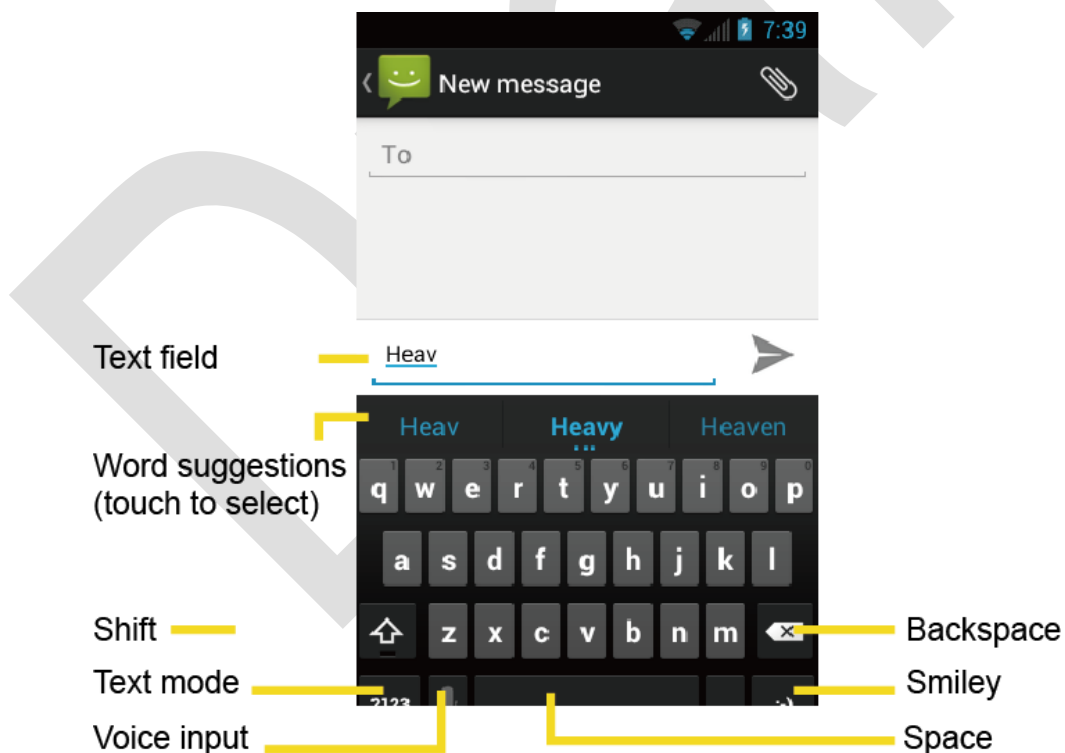 7:39
New message
To
Text field
Heav
Heav Heavy Heaven
Word suggestions
(touch to select)
1 2 3 4 5 6 7 8 9 0
q w e r t y u i o p
a s d f g h j k l
Shift
z x c v b n m
Backspace
Text mode
?123
:-)
Smiley
Voice input
Space